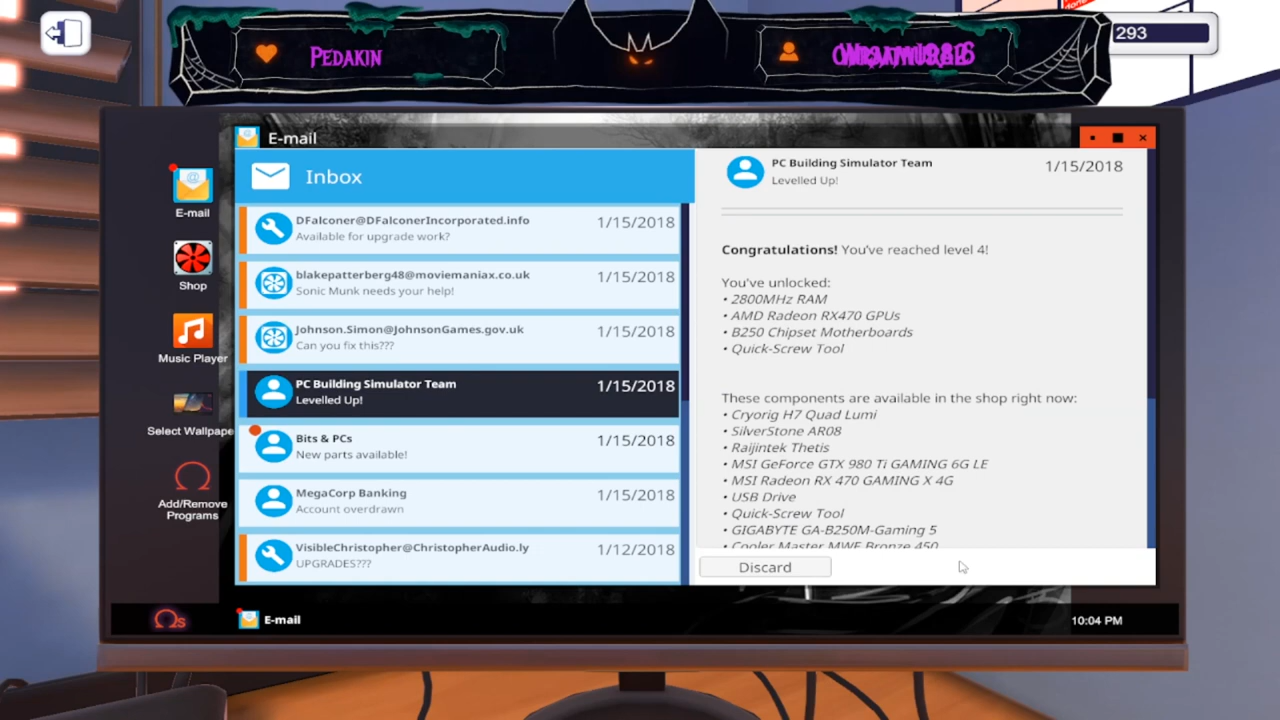 PEDAKIN
293
E-mail
Inbox
DFalconer@DFalconerIncorporated.info
1/15/2018
Available for upgrade work?
blakepatterberg48@moviemaniax.co.uk
1/15/2018
Sonic Munk needs your help!
Johnson.Simon@JohnsonGames.gov.uk
1/15/2018
Can you fix this???
PC Building Simulator Team
1/15/2018
Levelled Up!
Bits & PCs
1/15/2018
New parts available!
MegaCorp Banking
1/15/2018
Account overdrawn
VisibleChristopher@ChristopherAudio.ly
1/12/2018
UPGRADES???
PC Building Simulator Team
1/15/2018
Levelled Up!
Congratulations! You've reached level 4!
You've unlocked:
• 2800MHz RAM
• AMD Radeon RX470 GPUs
• B250 Chipset Motherboards
• Quick-Screw Tool
These components are available in the shop right now:
• Cryorig H7 Quad Lumi
• SilverStone AR08
• Raijintek Thetis
• MSI GeForce GTX 980 Ti GAMING 6G LE
• MSI Radeon RX 470 GAMING X 4G
• USB Drive
• Quick-Screw Tool
• GIGABYTE GA-B250M-Gaming 5
• Cooler Master MWE Bronze 450
Discard
E-mail
Shop
Music Player
Select Wallpape
Add/Remove
Programs
Ωs
E-mail
10:04 PM